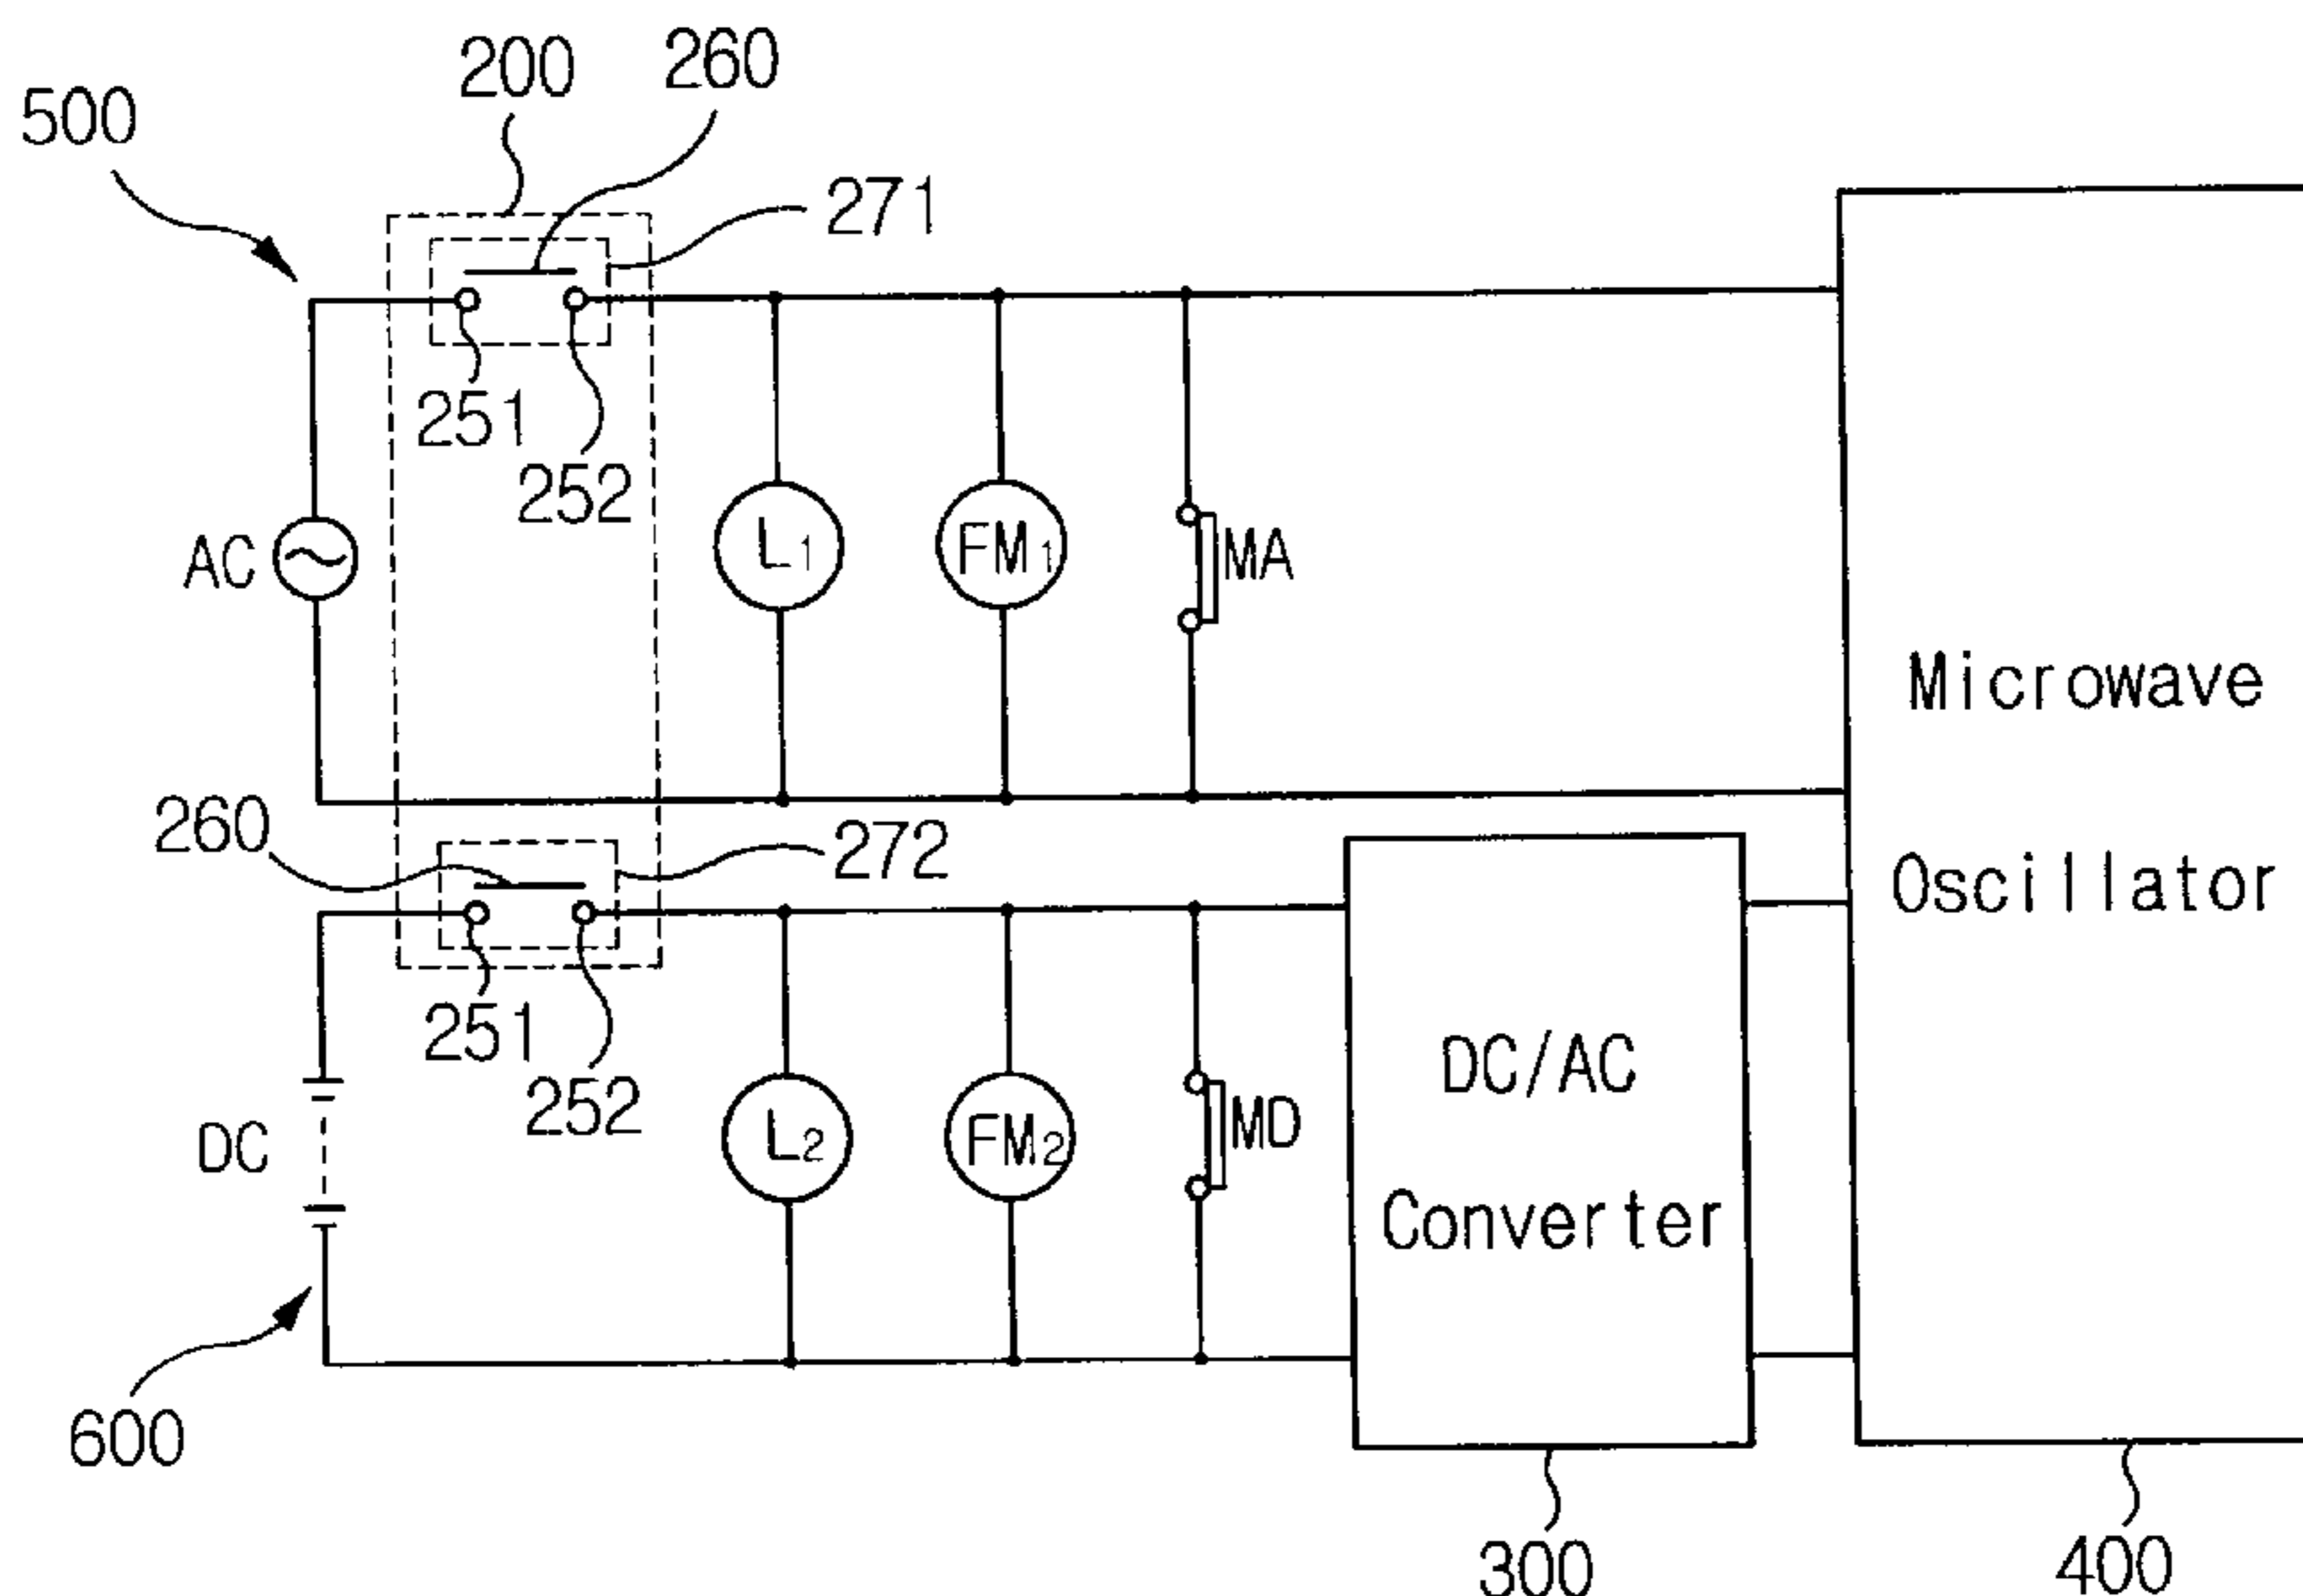 200
260
500
271
251
252
AC
L1
FM1
MA
Microwave
Oscillator
260
272
251
252
DC
L2
FM2
MD
DC/AC
Converter
600
300
400